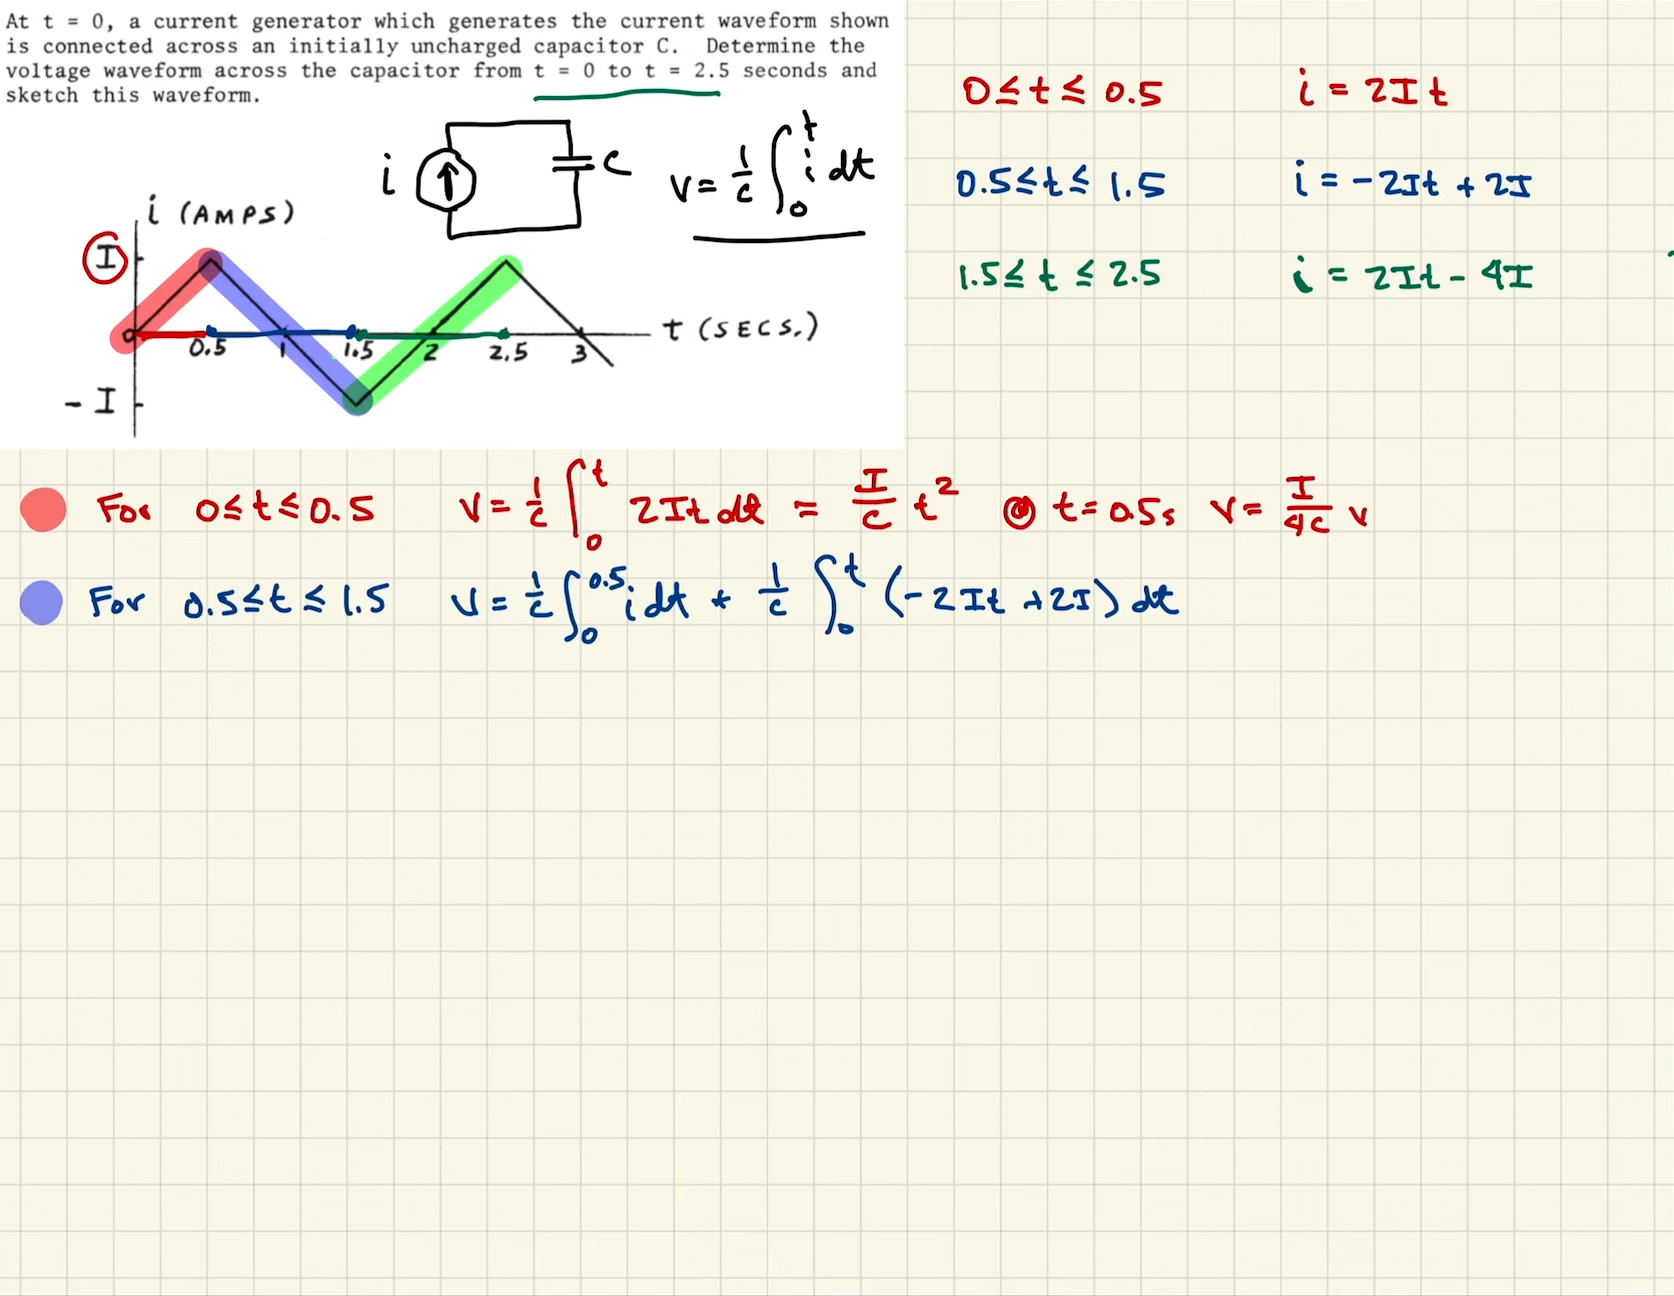 At t = 0, a current generator which generates the current waveform shown
is connected across an initially uncharged capacitor C. Determine the
voltage waveform across the capacitor from t = 0 to t = 2.5 seconds and
sketch this waveform.
0≤t≤ 0.5 i = 2It
0.5≤t≤ 1.5 i = -2It + 2I
1.5≤ t ≤ 2.5 i = 2It - 4I
i C v= 1/c ∫₀ᵗ i dt
i (AMPS)
I
0 0.5 1 1.5 2 2.5 3 t (SECS.)
- I
For 0≤t≤0.5 v= 1/c ∫₀ᵗ 2It dt = I/C t² @ t=0.5s v= I/4C v
For 0.5≤t≤ 1.5 v= 1/c ∫₀^0.5 i dt + 1/c ∫₀ᵗ (-2It +2I) dt